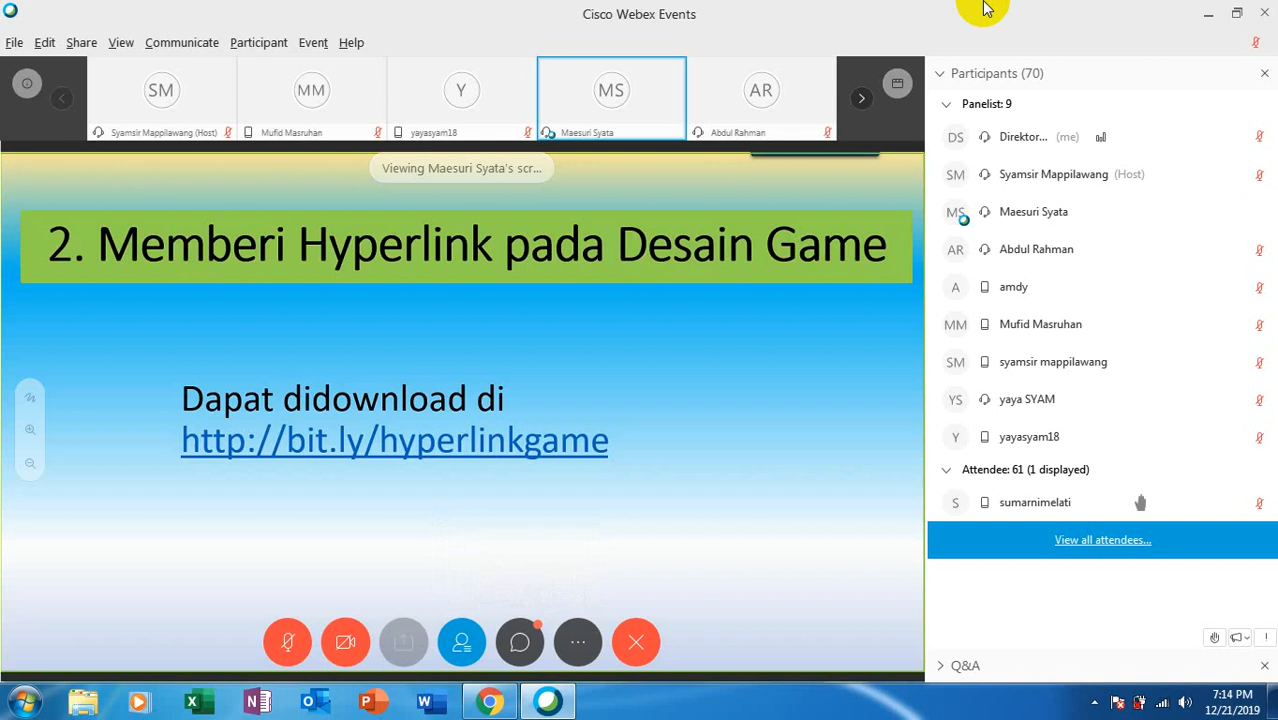 Cisco Webex Events
File Edit Share View Communicate Participant Event Help
SM MM Y MS AR
Syamsir Mappilawang (Host) Mufid Masruhan yayasyam18 Maesuri Syata Abdul Rahman
Viewing Maesuri Syata's scr...
2. Memberi Hyperlink pada Desain Game
Dapat didownload di
http://bit.ly/hyperlinkgame
Participants (70)
Panelist: 9
DS Direktor... (me)
SM Syamsir Mappilawang (Host)
MS Maesuri Syata
AR Abdul Rahman
A amdy
MM Mufid Masruhan
SM syamsir mappilawang
YS yaya SYAM
Y yayasyam18
Attendee: 61 (1 displayed)
S sumarnimelati
View all attendees...
Q&A
7:14 PM
12/21/2019